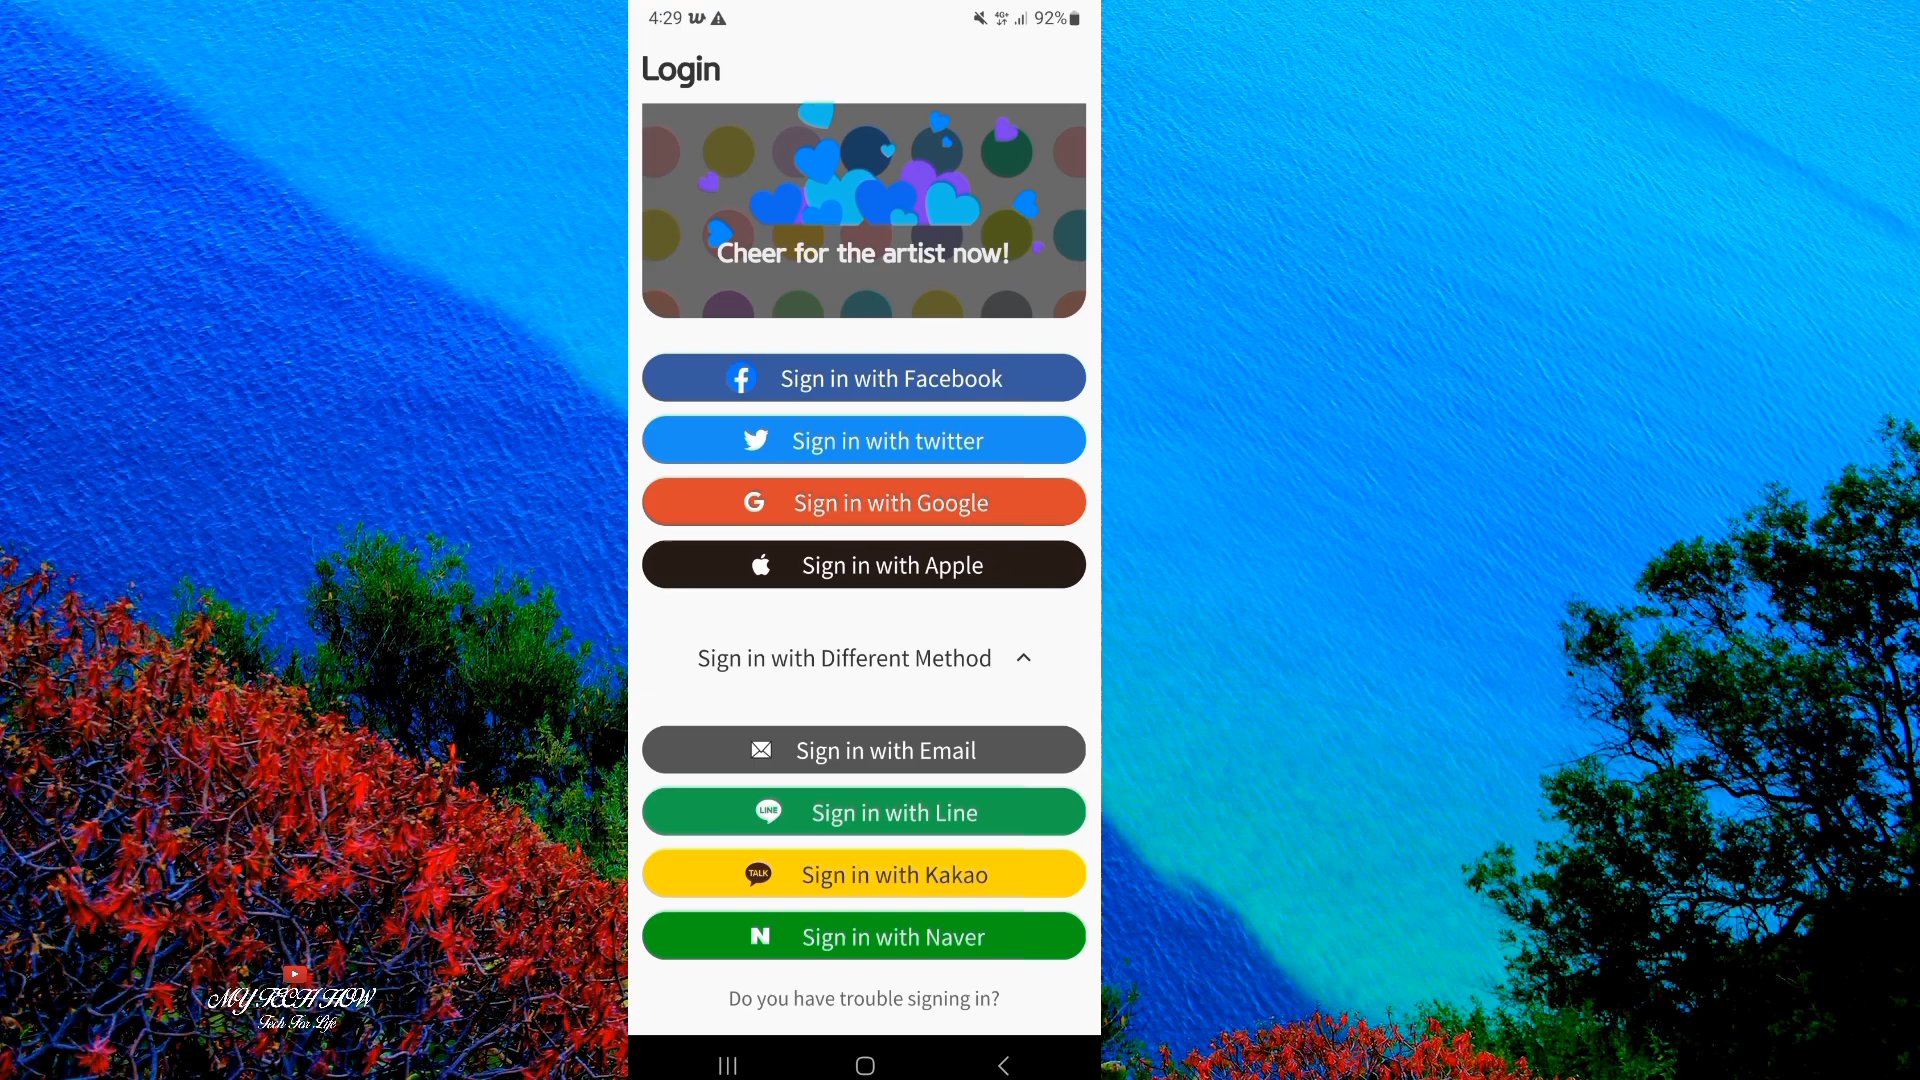 4:29 4G+ 92%
Login
Cheer for the artist now!
Sign in with Facebook
Sign in with twitter
G Sign in with Google
Sign in with Apple
Sign in with Different Method
Sign in with Email
LINE Sign in with Line
TALK Sign in with Kakao
N Sign in with Naver
Do you have trouble signing in?
MY TECH HOW
Tech For Life